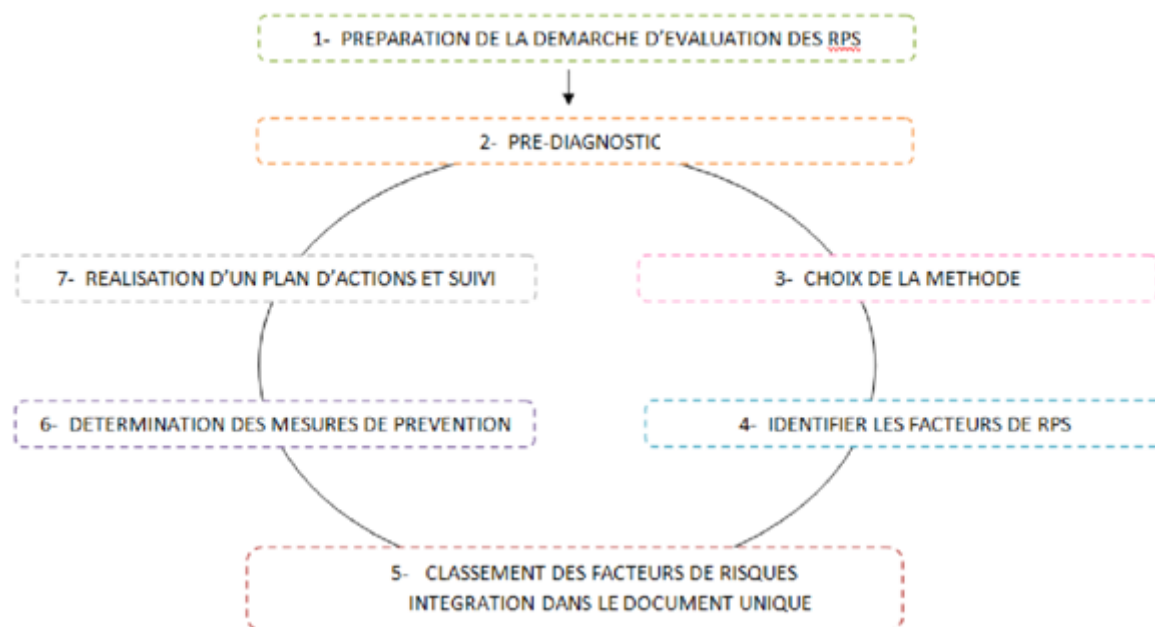 1- PREPARATION DE LA DEMARCHE D'EVALUATION DES RPS
2- PRE-DIAGNOSTIC
7- REALISATION D'UN PLAN D'ACTIONS ET SUIVI
3- CHOIX DE LA METHODE
6- DETERMINATION DES MESURES DE PREVENTION
4- IDENTIFIER LES FACTEURS DE RPS
5- CLASSEMENT DES FACTEURS DE RISQUES
INTEGRATION DANS LE DOCUMENT UNIQUE